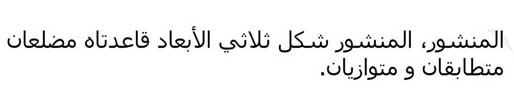 المنشور، المنشور شكل ثلاثي الأبعاد قاعدتاه مضلعان
متطابقان و متوازيان.